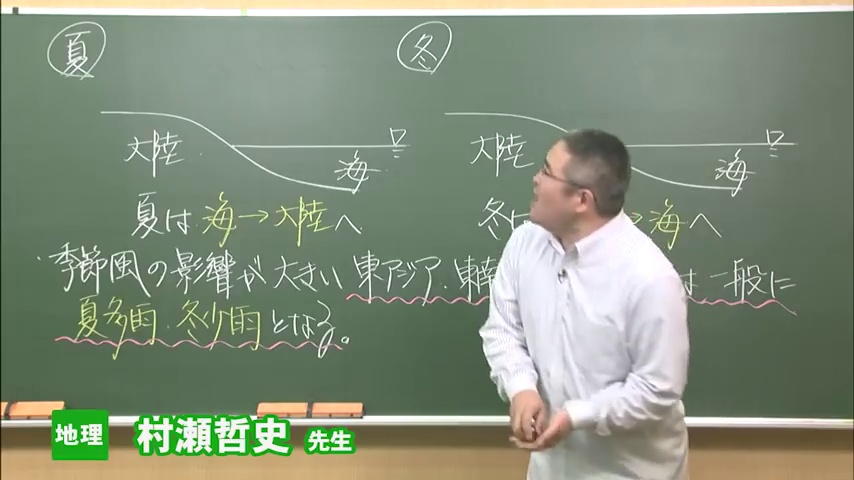 夏
大陸
海
夏は 海→大陸へ
冬
大陸
海
冬は →海へ
季節風の影響が大きい 東アジア・東南 は一般に
夏多雨・冬少雨となる。
地理 村瀬哲史 先生